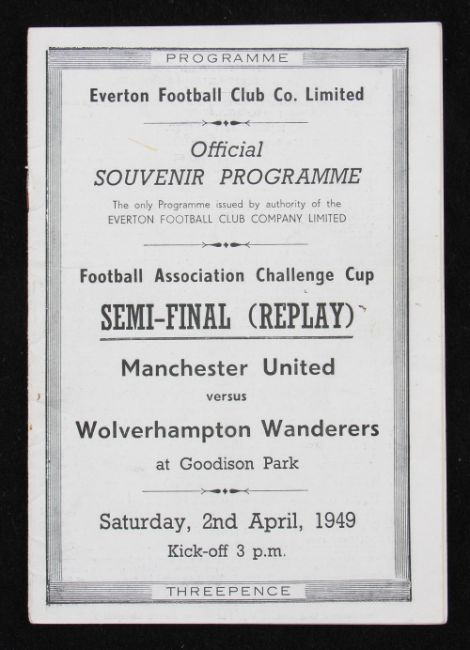 PROGRAMME
Everton Football Club Co. Limited
Official
SOUVENIR PROGRAMME
The only Programme issued by authority of the
EVERTON FOOTBALL CLUB COMPANY LIMITED
Football Association Challenge Cup
SEMI-FINAL (REPLAY)
Manchester United
versus
Wolverhampton Wanderers
at Goodison Park
Saturday, 2nd April, 1949
Kick-off 3 p.m.
THREEPENCE